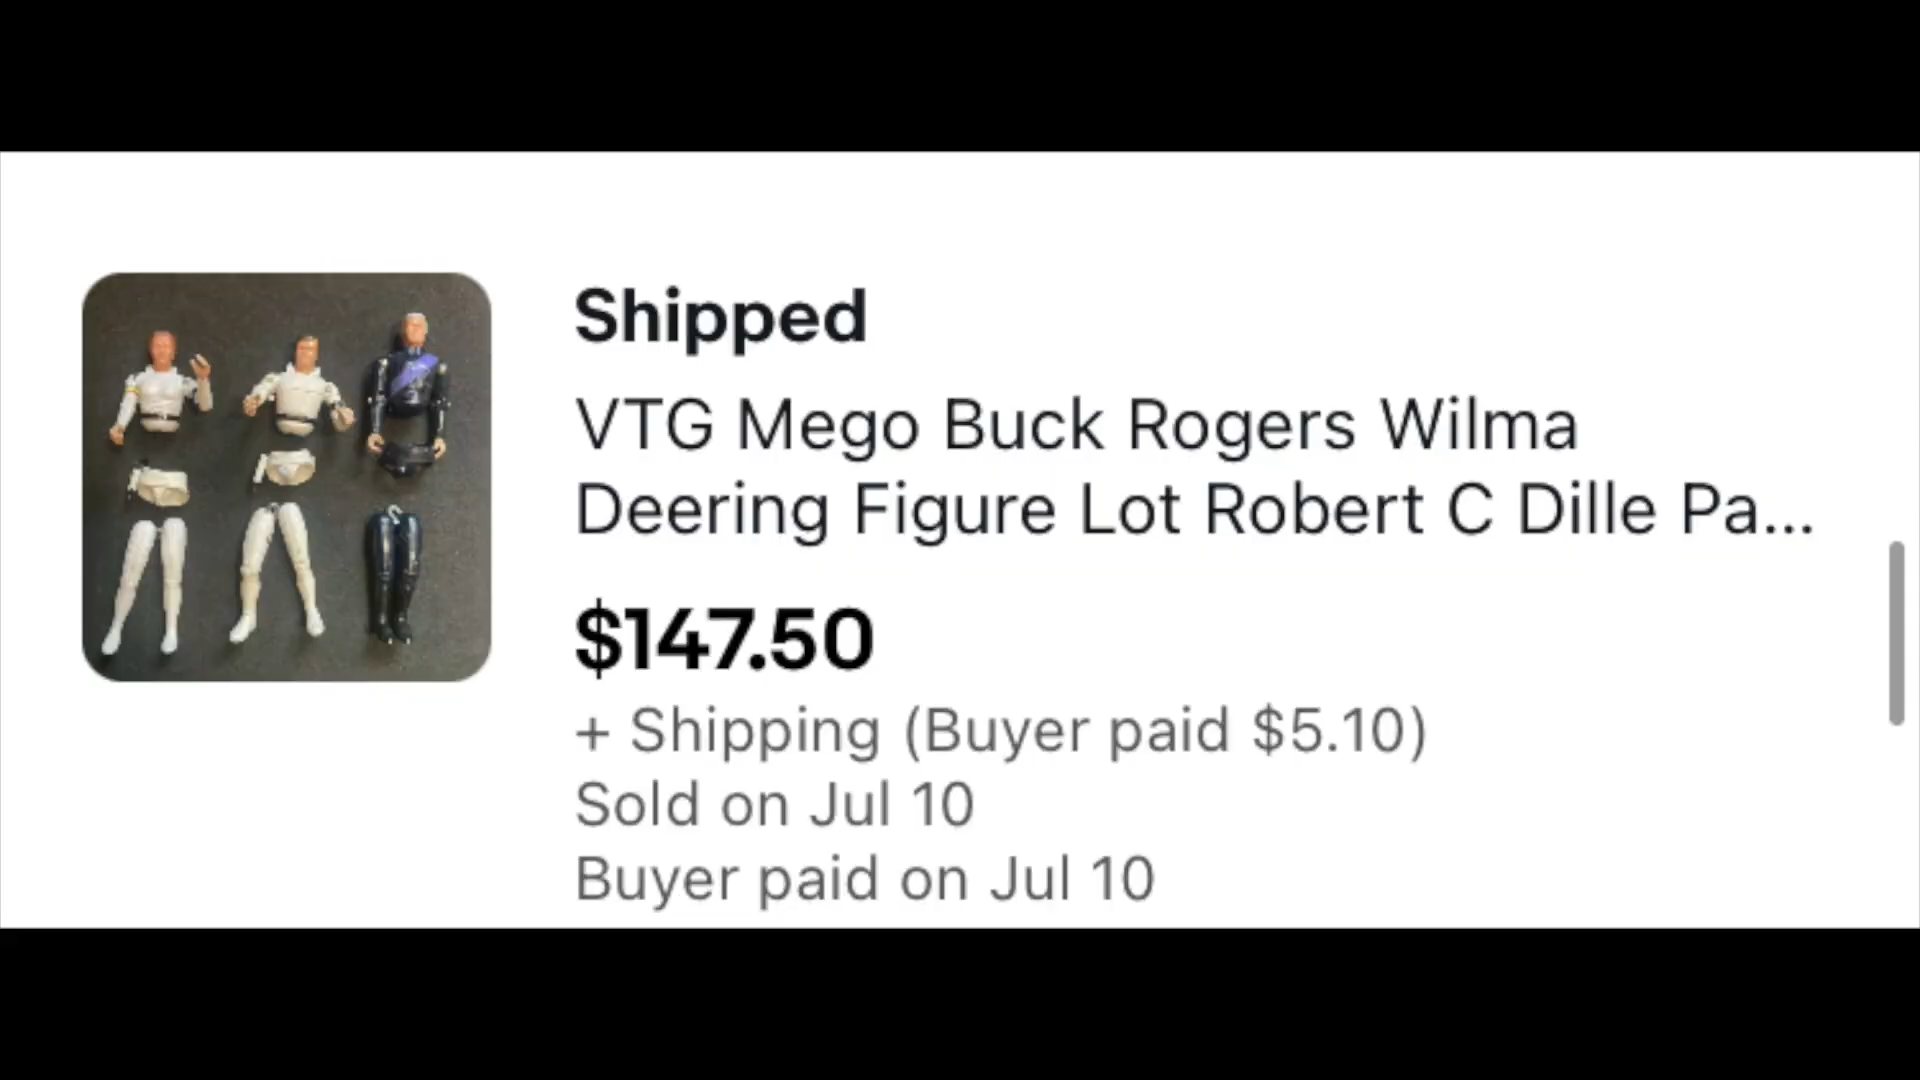 Shipped
VTG Mego Buck Rogers Wilma
Deering Figure Lot Robert C Dille Pa...
$147.50
+ Shipping (Buyer paid $5.10)
Sold on Jul 10
Buyer paid on Jul 10